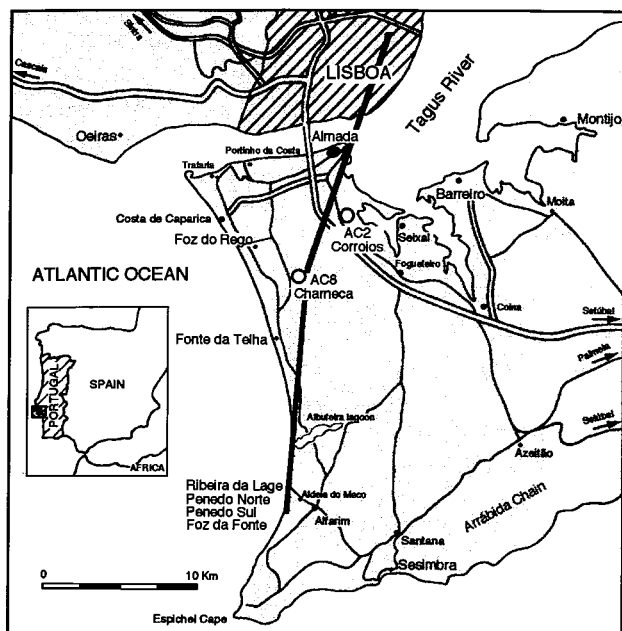 Sintra
Cascais
LISBOA
Tagus River
Oeiras
Montijo
Almada
Portinho da Costa
Trafaria
Barreiro
Moita
Costa de Caparica
AC2
Corroios
Seixal
Foz do Rego
Fogueteiro
ATLANTIC OCEAN
AC8
Charneca
Coina
Setúbal
Fonte da Telha
Palmela
PORTUGAL
SPAIN
AFRICA
Albufeira lagoon
Setúbal
Azeitão
Ribeira da Lage
Penedo Norte
Penedo Sul
Foz da Fonte
Aldeia do Meco
Alfarim
Arrábida Chain
Santana
Sesimbra
0 10 Km
Espichel Cape